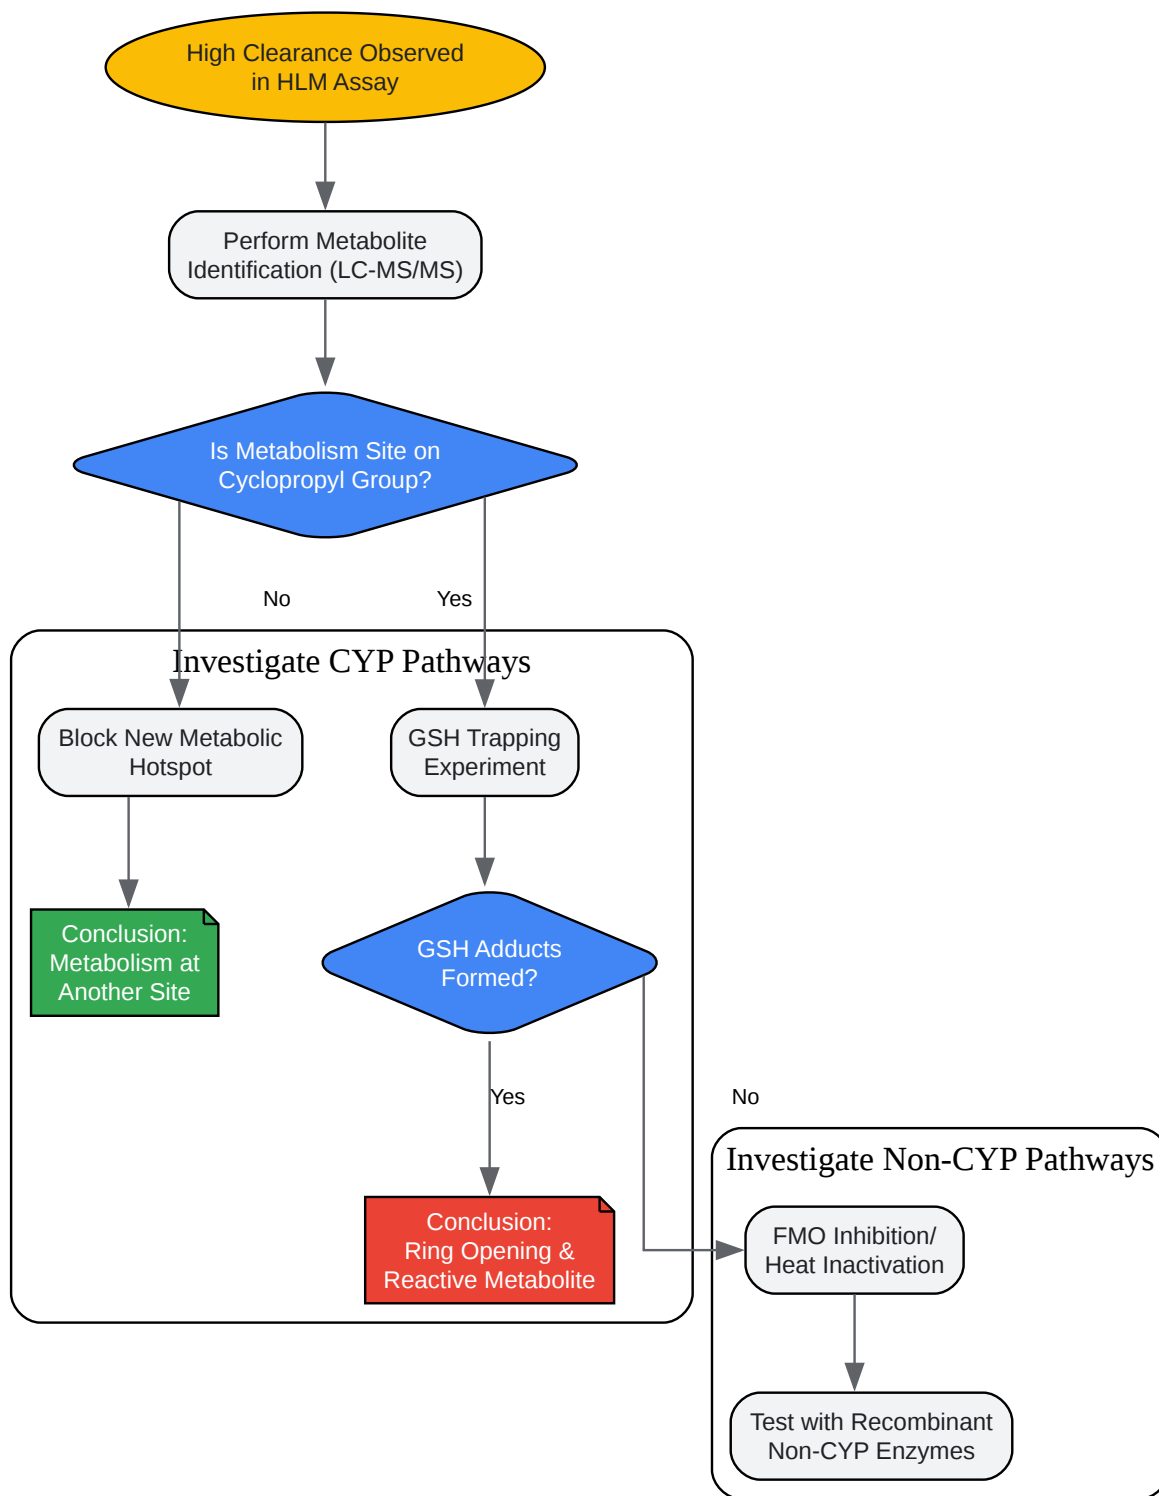 High Clearance Observed
in HLM Assay
Perform Metabolite
Identification (LC-MS/MS)
Is Metabolism Site on
Cyclopropyl Group?
No
Yes
Investigate CYP Pathways
Block New Metabolic
Hotspot
GSH Trapping
Experiment
Conclusion:
Metabolism at
Another Site
GSH Adducts
Formed?
Yes
No
Investigate Non-CYP Pathways
Conclusion:
Ring Opening &
Reactive Metabolite
FMO Inhibition/
Heat Inactivation
Test with Recombinant
Non-CYP Enzymes